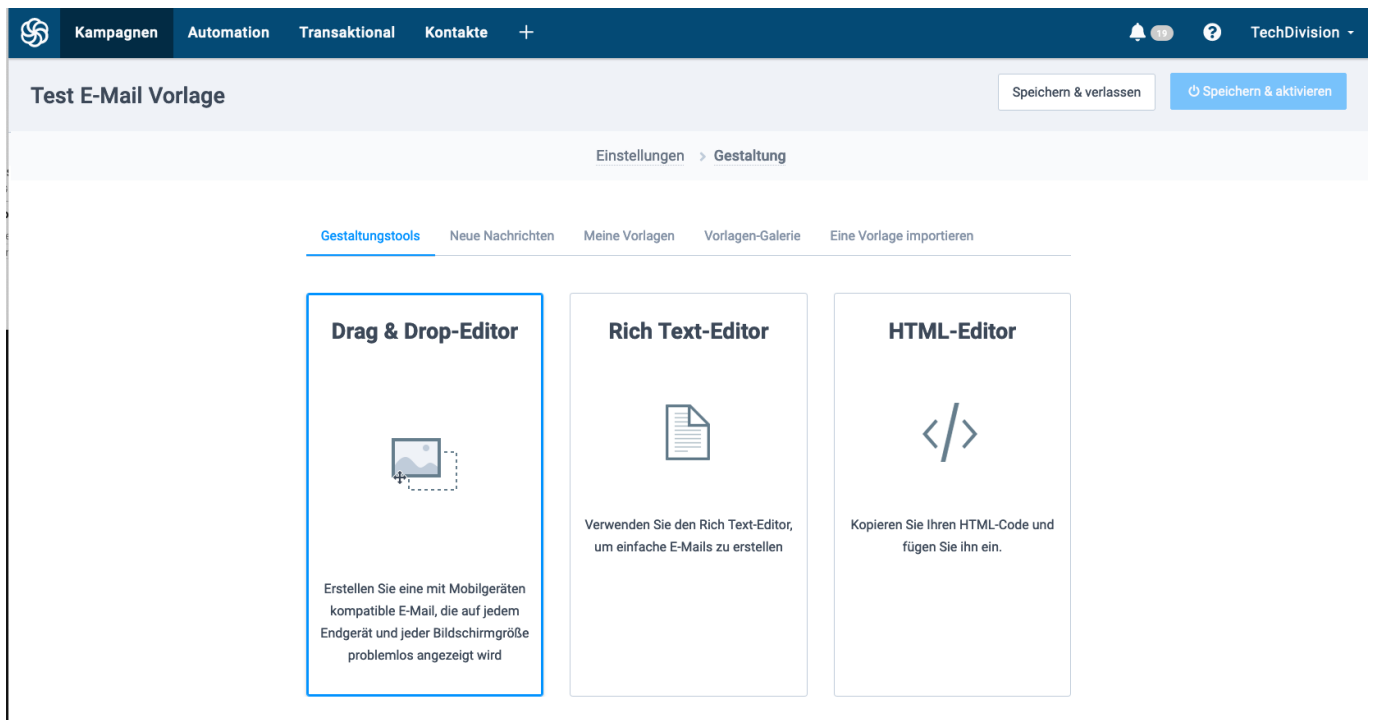 Kampagnen Automation Transaktional Kontakte + 19 TechDivision
Test E-Mail Vorlage Speichern & verlassen Speichern & aktivieren
Einstellungen > Gestaltung
Gestaltungstools Neue Nachrichten Meine Vorlagen Vorlagen-Galerie Eine Vorlage importieren
Drag & Drop-Editor
Erstellen Sie eine mit Mobilgeräten
kompatible E-Mail, die auf jedem
Endgerät und jeder Bildschirmgröße
problemlos angezeigt wird
Rich Text-Editor
Verwenden Sie den Rich Text-Editor,
um einfache E-Mails zu erstellen
HTML-Editor
Kopieren Sie Ihren HTML-Code und
fügen Sie ihn ein.